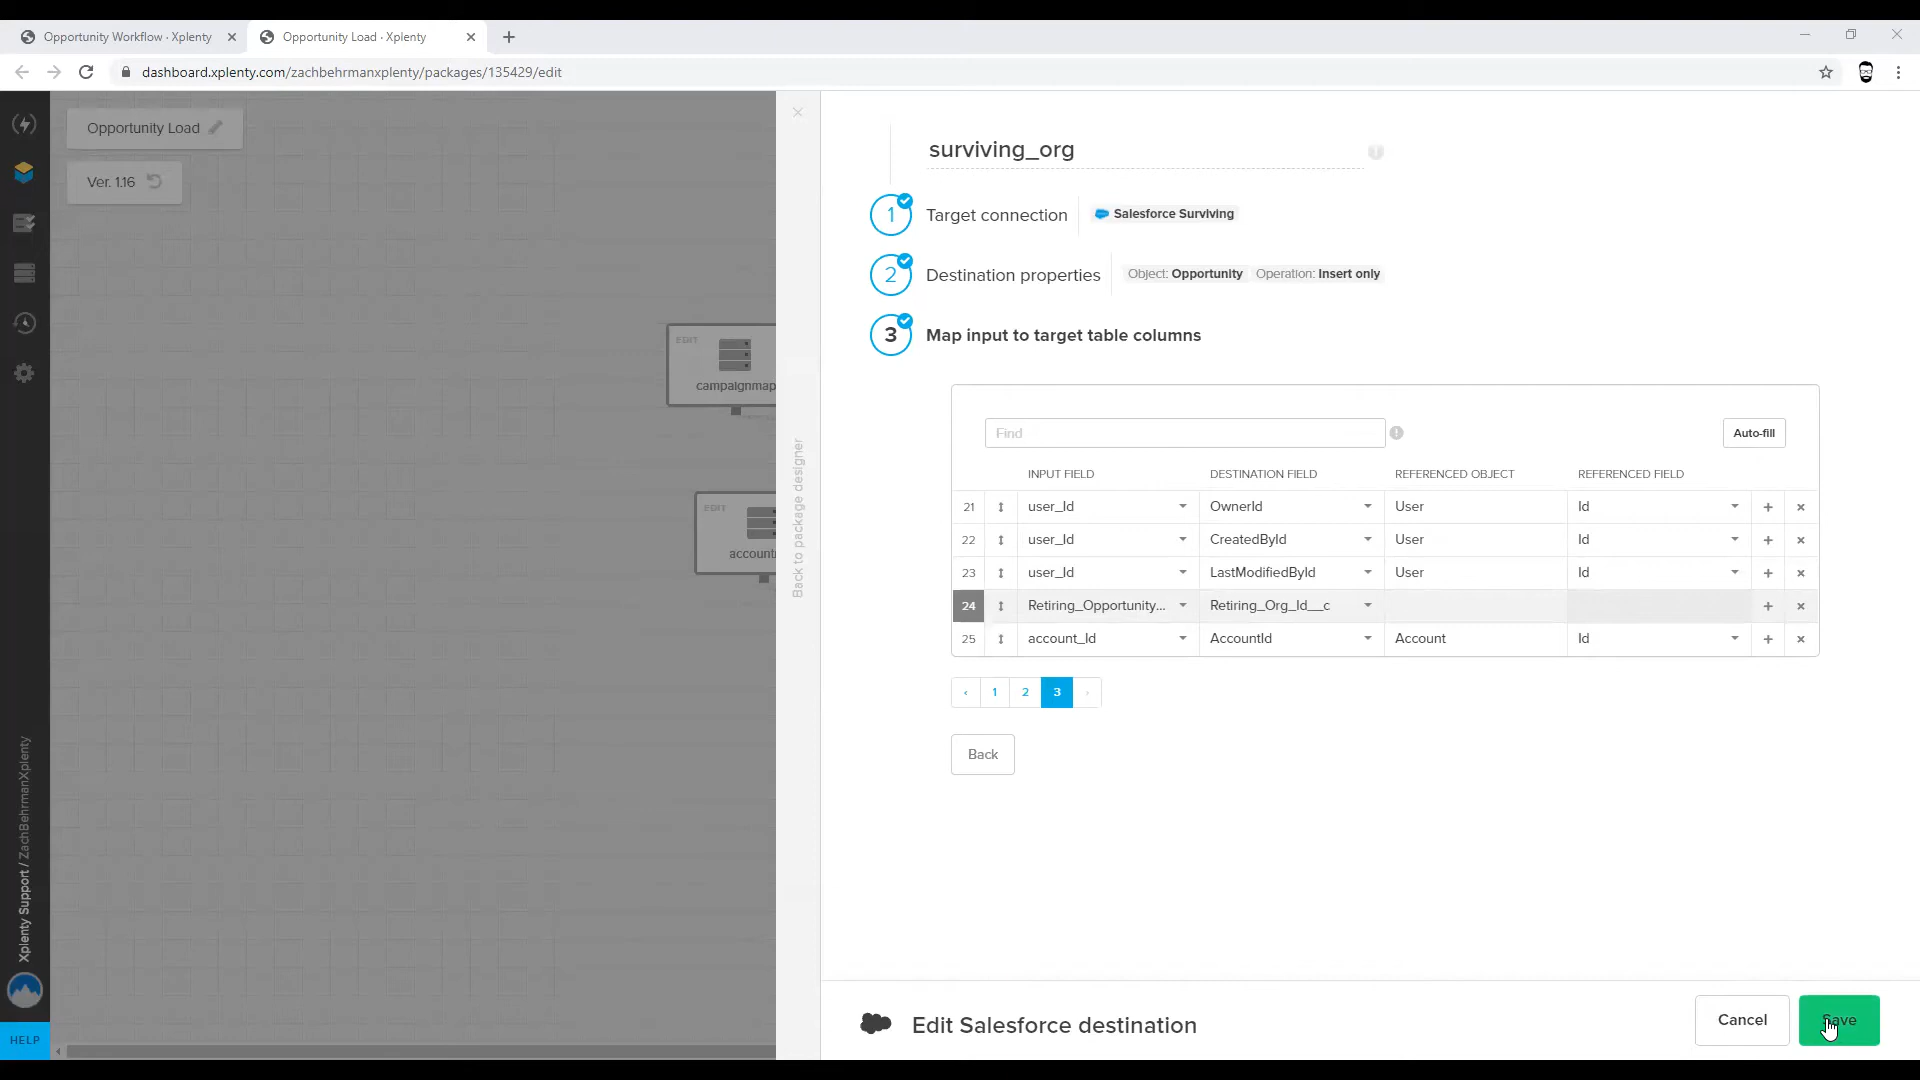 Opportunity Workflow · Xplenty
Opportunity Load · Xplenty
dashboard.xplenty.com/zachbehrmanxplenty/packages/135429/edit
Opportunity Load
Ver. 1.16
EDIT
campaignmap
EDIT
account
Back to package designer
Xplenty Support / ZachBehrmanXplenty
HELP
surviving_org
1 Target connection Salesforce Surviving
2 Destination properties Object: Opportunity Operation: Insert only
3 Map input to target table columns
Find
Auto-fill
INPUT FIELD DESTINATION FIELD REFERENCED OBJECT REFERENCED FIELD
21 user_Id OwnerId User Id
22 user_Id CreatedById User Id
23 user_Id LastModifiedById User Id
24 Retiring_Opportunity... Retiring_Org_Id__c
25 account_Id AccountId Account Id
‹ 1 2 3 ›
Back
Edit Salesforce destination
Cancel
Save